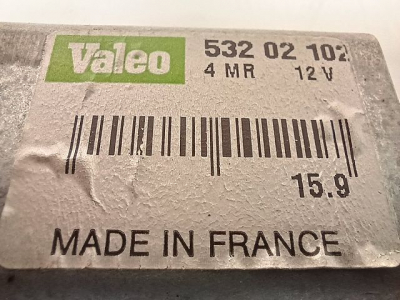 Valeo 532 02 102
4 MR 12 V
15.9
MADE IN FRANCE